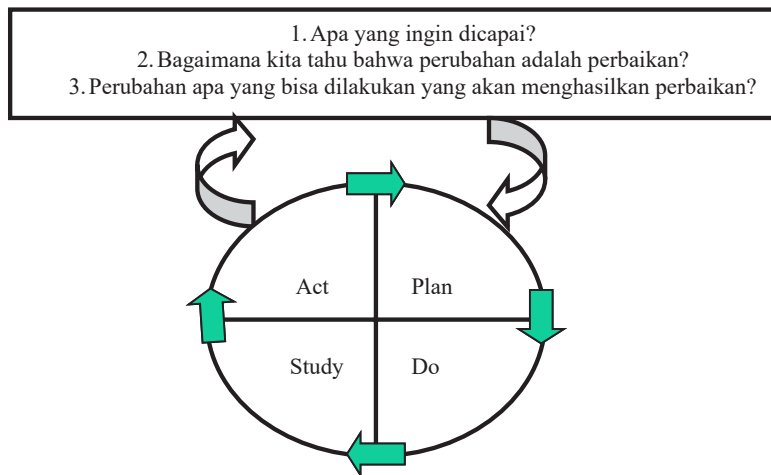 1. Apa yang ingin dicapai?
2. Bagaimana kita tahu bahwa perubahan adalah perbaikan?
3. Perubahan apa yang bisa dilakukan yang akan menghasilkan perbaikan?
Act
Plan
Study
Do